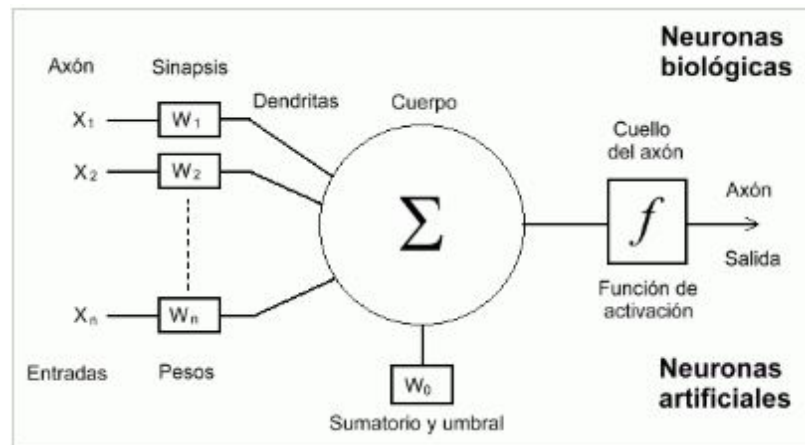 Neuronas
biológicas
Axón
Sinapsis
Dendritas
Cuerpo
Cuello
del axón
X1
W1
X2
W2
Σ
f
Axón
Salida
Función de
activación
Xn
Wn
Entradas
Pesos
W0
Sumatorio y umbral
Neuronas
artificiales